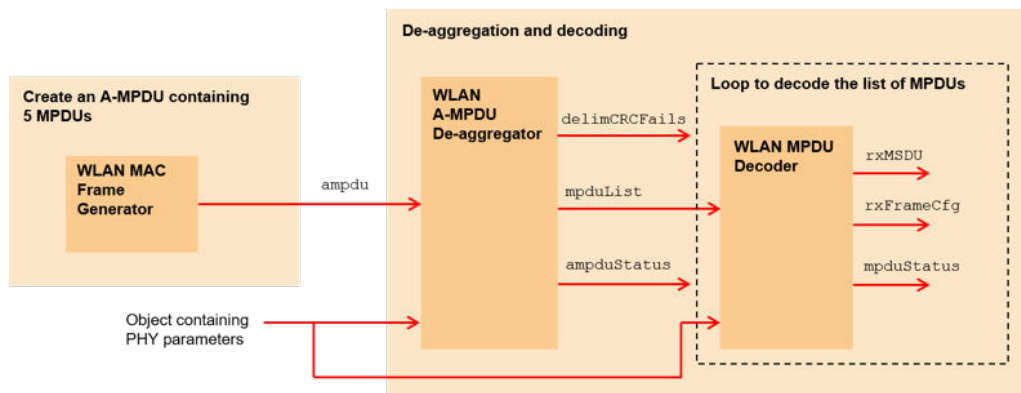 De-aggregation and decoding
Create an A-MPDU containing
5 MPDUs
WLAN MAC
Frame
Generator
ampdu
WLAN
A-MPDU
De-aggregator
delimCRCFails
mpduList
ampduStatus
Loop to decode the list of MPDUs
WLAN MPDU
Decoder
rxMSDU
rxFrameCfg
mpduStatus
Object containing
PHY parameters